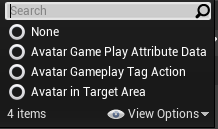 Search
None
Avatar Game Play Attribute Data
Avatar Gameplay Tag Action
Avatar in Target Area
4 items View Options